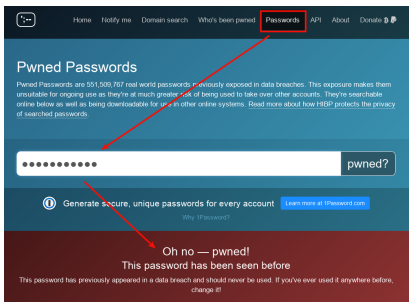 Home Notify me Domain search Who's been pwned Passwords API About Donate
Pwned Passwords
Pwned Passwords are 551,509,767 real world passwords previously exposed in data breaches. This exposure makes them
unsuitable for ongoing use as they're at much greater risk of being used to take over other accounts. They're searchable
online below as well as being downloadable for use in other online systems. Read more about how HIBP protects the privacy
of searched passwords.
pwned?
Generate secure, unique passwords for every account Learn more at 1Password.com
Why 1Password?
Oh no — pwned!
This password has been seen before
This password has previously appeared in a data breach and should never be used. If you've ever used it anywhere before,
change it!